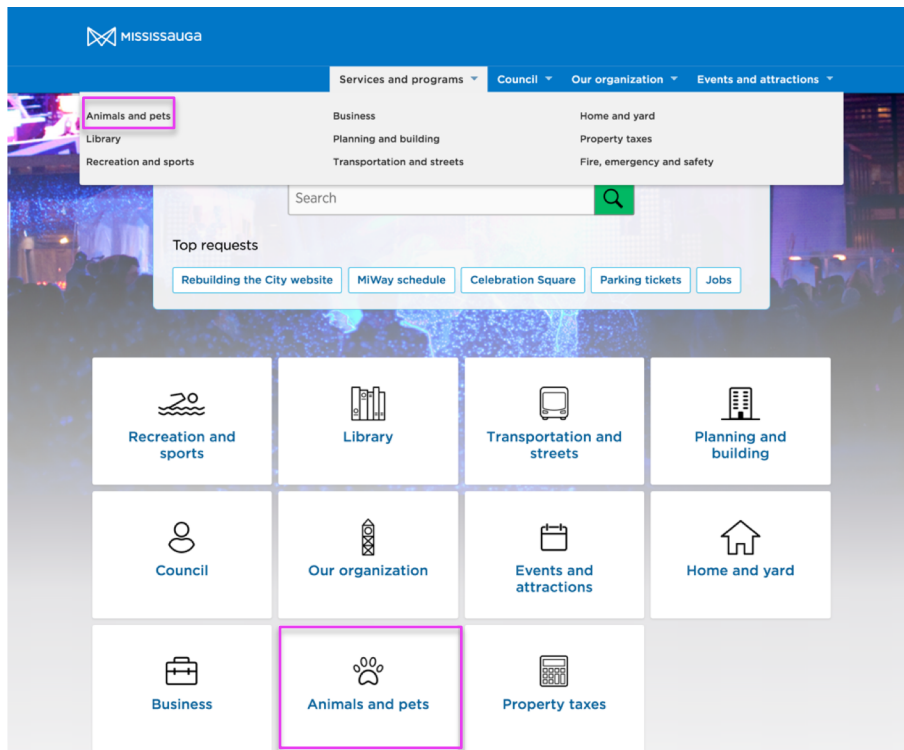 MISSISSAUGA
Services and programs Council Our organization Events and attractions
Animals and pets Business Home and yard
Library Planning and building Property taxes
Recreation and sports Transportation and streets Fire, emergency and safety
Search
Top requests
Rebuilding the City website MiWay schedule Celebration Square Parking tickets Jobs
Recreation and sports
Library
Transportation and streets
Planning and building
Council
Our organization
Events and attractions
Home and yard
Business
Animals and pets
Property taxes